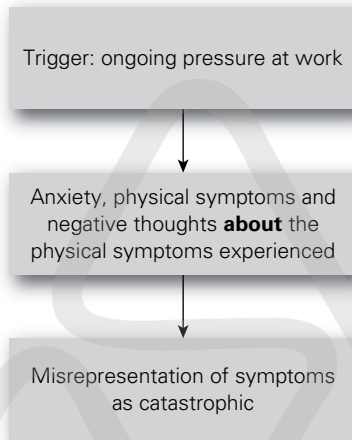 Trigger: ongoing pressure at work
Anxiety, physical symptoms and
negative thoughts about the
physical symptoms experienced
Misrepresentation of symptoms
as catastrophic